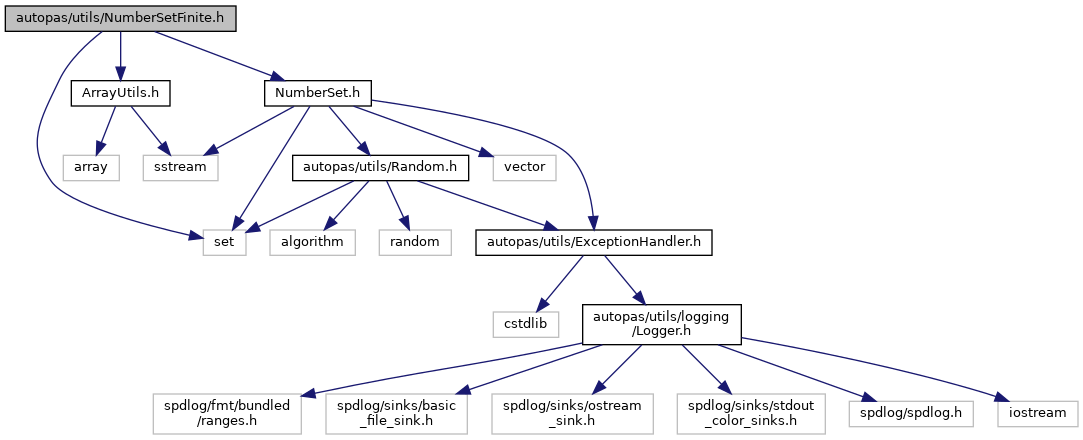 autopas/utils/NumberSetFinite.h
ArrayUtils.h
NumberSet.h
array
sstream
autopas/utils/Random.h
vector
set
algorithm
random
autopas/utils/ExceptionHandler.h
cstdlib
autopas/utils/logging
/Logger.h
spdlog/fmt/bundled
/ranges.h
spdlog/sinks/basic
_file_sink.h
spdlog/sinks/ostream
_sink.h
spdlog/sinks/stdout
_color_sinks.h
spdlog/spdlog.h
iostream